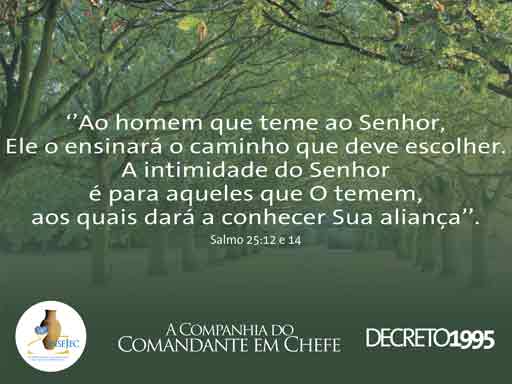 ‘’Ao homem que teme ao Senhor,
Ele o ensinará o caminho que deve escolher.
A intimidade do Senhor
é para aqueles que O temem,
aos quais dará a conhecer Sua aliança’’.
Salmo 25:12 e 14
A COMPANHIA DO
COMANDANTE EM CHEFE
DECRETO1995